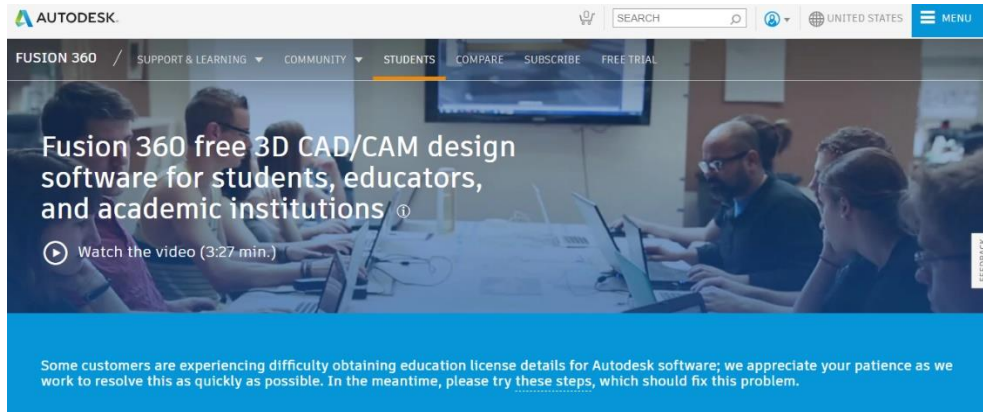 AUTODESK.
0
SEARCH
UNITED STATES
MENU
FUSION 360 / SUPPORT & LEARNING COMMUNITY STUDENTS COMPARE SUBSCRIBE FREE TRIAL
Fusion 360 free 3D CAD/CAM design
software for students, educators,
and academic institutions
Watch the video (3:27 min.)
FEEDBACK
Some customers are experiencing difficulty obtaining education license details for Autodesk software; we appreciate your patience as we
work to resolve this as quickly as possible. In the meantime, please try these steps, which should fix this problem.